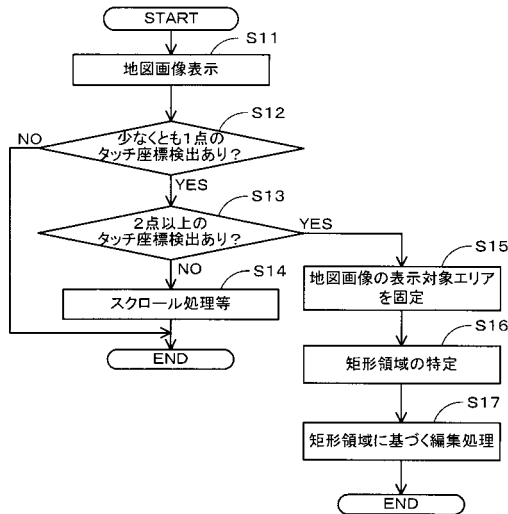 START
S11
地図画像表示
S12
NO
少なくとも1点の
タッチ座標検出あり?
YES
S13
2点以上の
タッチ座標検出あり?
YES
NO
S14
スクロール処理等
END
S15
地図画像の表示対象エリア
を固定
S16
矩形領域の特定
S17
矩形領域に基づく編集処理
END